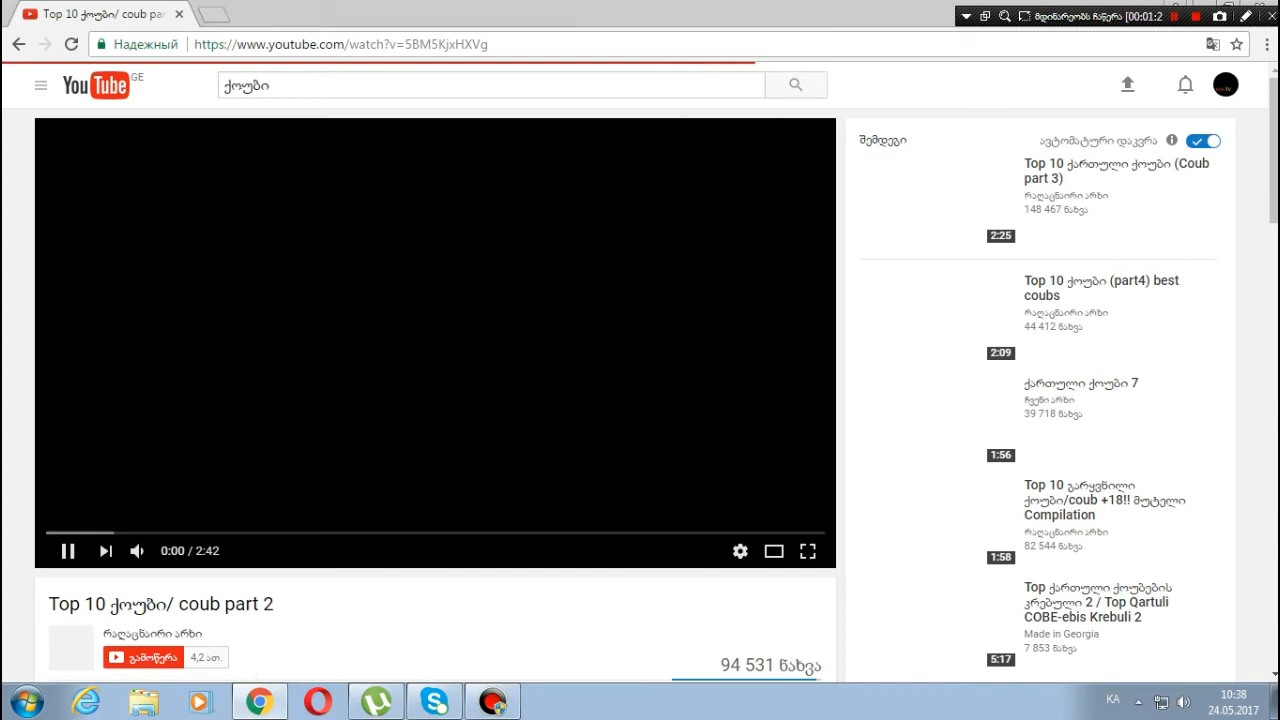 Top 10 ქოუბი/ coub par
მდინარეობს ჩაწერა [00:01:2
Надежный
https://www.youtube.com/watch?v=5BM5KjxHXVg
YouTube GE
ქოუბი
შემდეგი
ავტომატური დაკვრა
Top 10 ქართული ქოუბი (Coub
part 3)
რაღაცნაირი არხი
148 467 ნახვა
2:25
Top 10 ქოუბი (part4) best
coubs
რაღაცნაირი არხი
44 412 ნახვა
2:09
ქართული ქოუბი 7
ჩვენი არხი
39 718 ნახვა
1:56
Top 10 გარყვნილი
ქოუბი/coub +18!! მუტელი
Compilation
რაღაცნაირი არხი
82 544 ნახვა
1:58
Top ქართული ქოუბების
კრებული 2 / Top Qartuli
COBE-ebis Krebuli 2
Made in Georgia
7 853 ნახვა
5:17
0:00 / 2:42
Top 10 ქოუბი/ coub part 2
რაღაცნაირი არხი
გამოწერა
4,2 ათ.
94 531 ნახვა
KA
10:38
24.05.2017